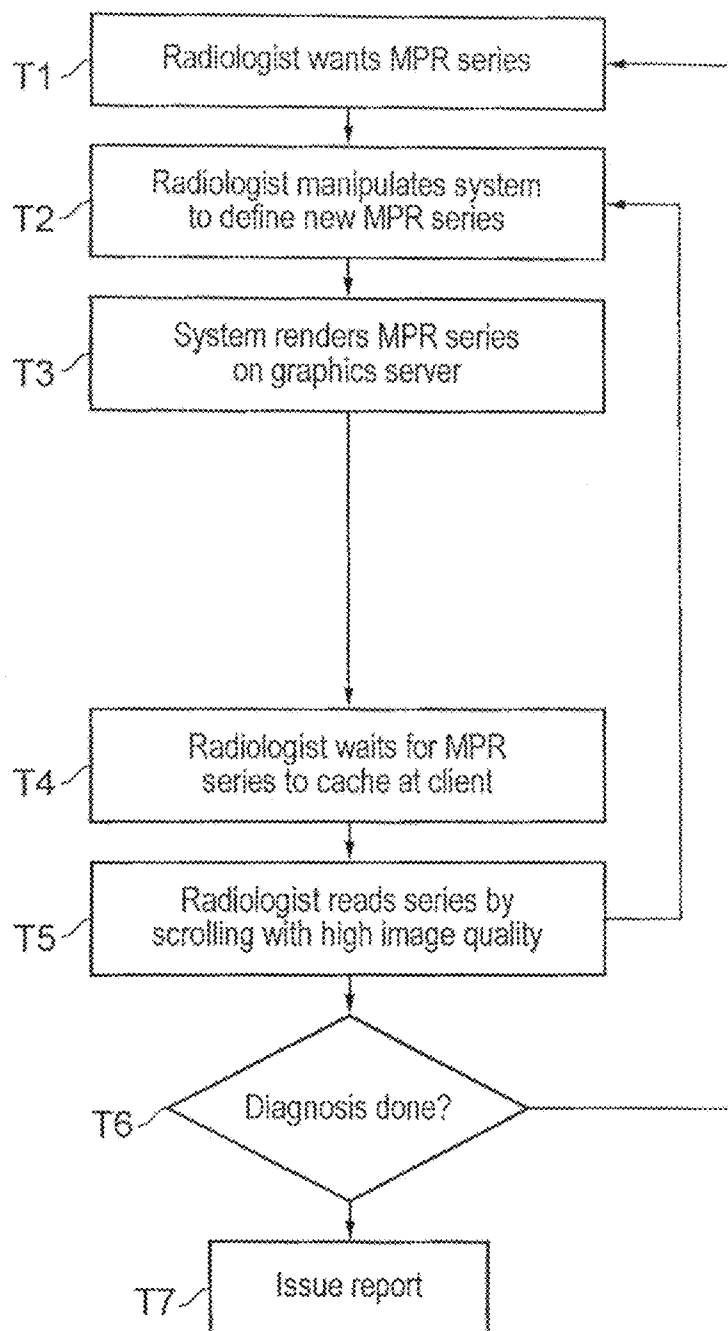 T1
Radiologist wants MPR series
T2
Radiologist manipulates system
to define new MPR series
T3
System renders MPR series
on graphics server
T4
Radiologist waits for MPR
series to cache at client
T5
Radiologist reads series by
scrolling with high image quality
T6
Diagnosis done?
T7
Issue report